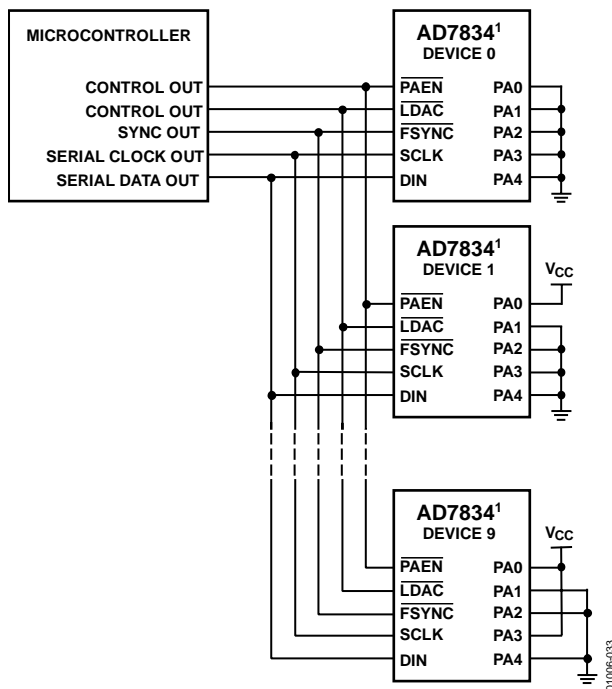 MICROCONTROLLER
CONTROL OUT
CONTROL OUT
SYNC OUT
SERIAL CLOCK OUT
SERIAL DATA OUT
AD7834¹
DEVICE 0
PAEN PA0
LDAC PA1
FSYNC PA2
SCLK PA3
DIN PA4
AD7834¹
DEVICE 1
VCC
PAEN PA0
LDAC PA1
FSYNC PA2
SCLK PA3
DIN PA4
AD7834¹
DEVICE 9
VCC
PAEN PA0
LDAC PA1
FSYNC PA2
SCLK PA3
DIN PA4
01006-033